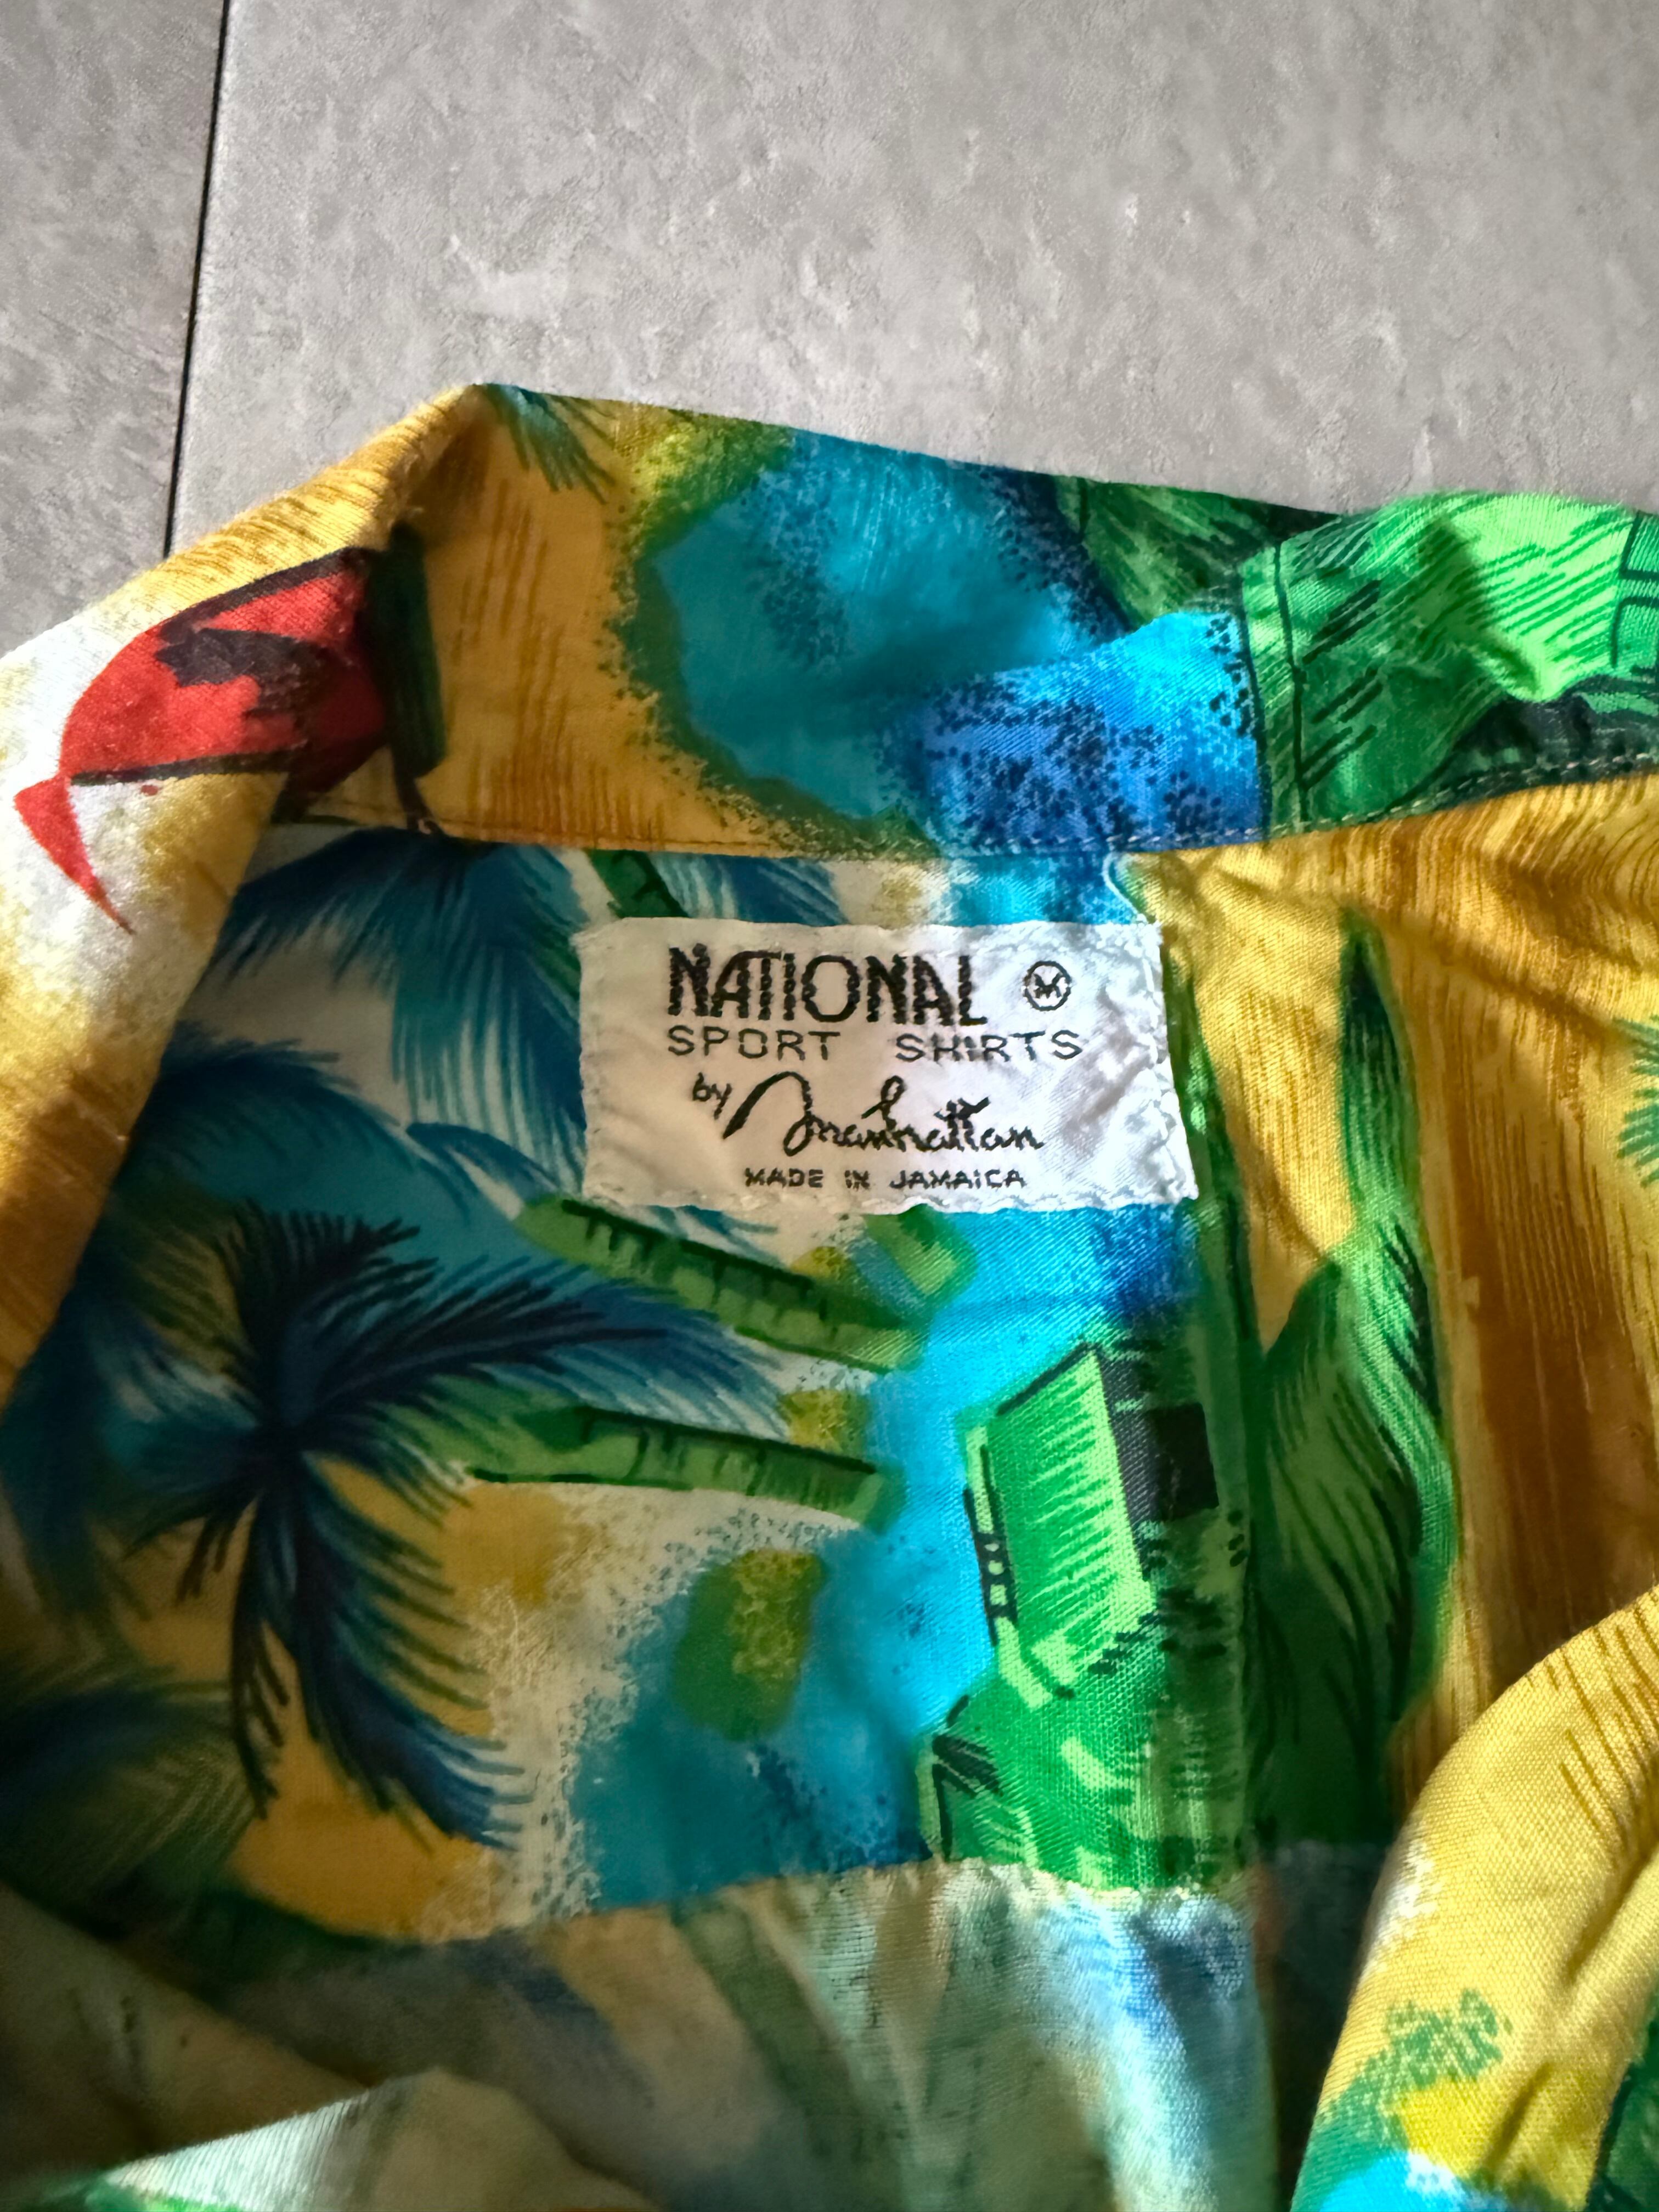 NATIONAL
SPORT SHIRTS
by Manhattan
MADE IN JAMAICA